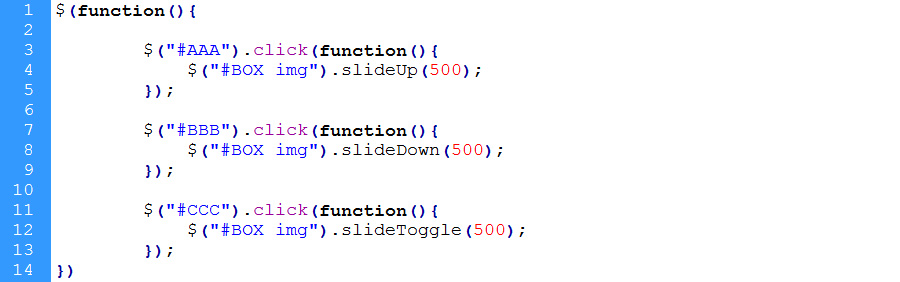 1 $(function(){
2
3 $("#AAA").click(function(){
4 $("#BOX img").slideUp(500);
5 });
6
7 $("#BBB").click(function(){
8 $("#BOX img").slideDown(500);
9 });
10
11 $("#CCC").click(function(){
12 $("#BOX img").slideToggle(500);
13 });
14 })